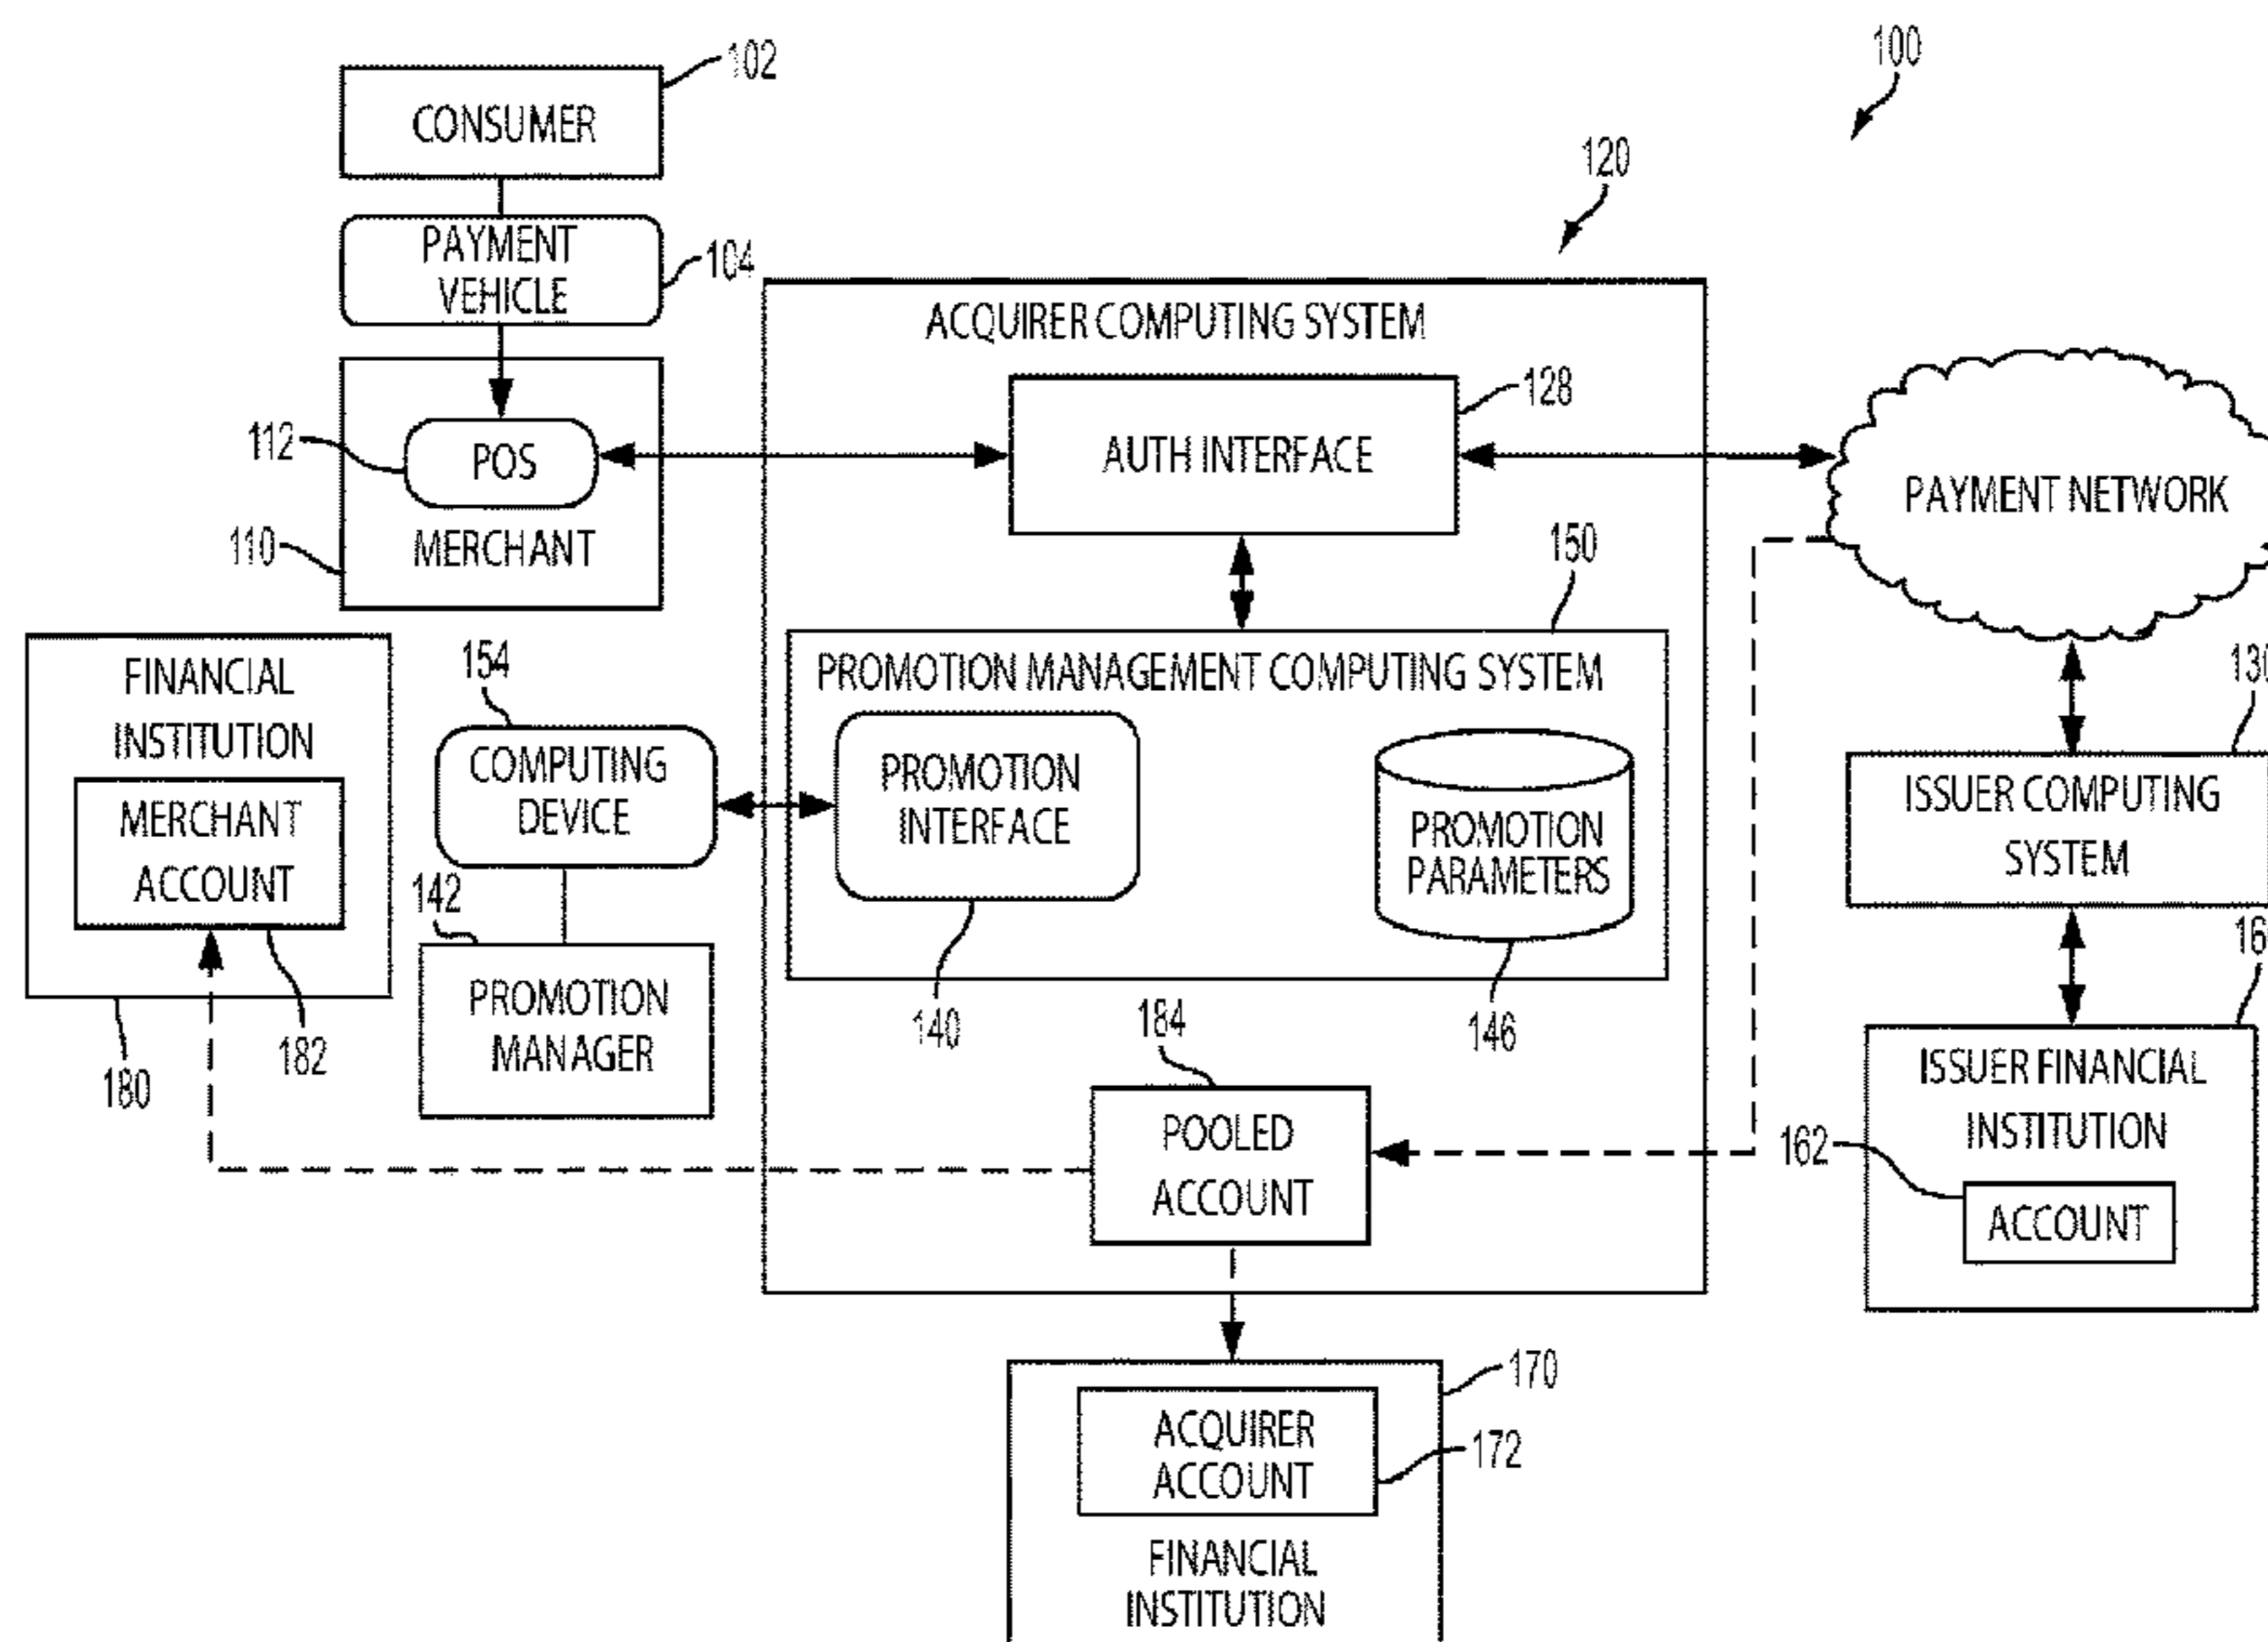 100
102
CONSUMER
120
PAYMENT
VEHICLE
104
ACQUIRER COMPUTING SYSTEM
128
112
POS
AUTH INTERFACE
PAYMENT NETWORK
110
MERCHANT
150
154
130
FINANCIAL
INSTITUTION
PROMOTION MANAGEMENT COMPUTING SYSTEM
COMPUTING
DEVICE
PROMOTION
INTERFACE
ISSUER COMPUTING
SYSTEM
MERCHANT
ACCOUNT
PROMOTION
PARAMETERS
142
16
PROMOTION
MANAGER
140
146
184
182
180
ISSUER FINANCIAL
INSTITUTION
POOLED
ACCOUNT
162
ACCOUNT
170
ACQUIRER
ACCOUNT
172
FINANCIAL
INSTITUTION